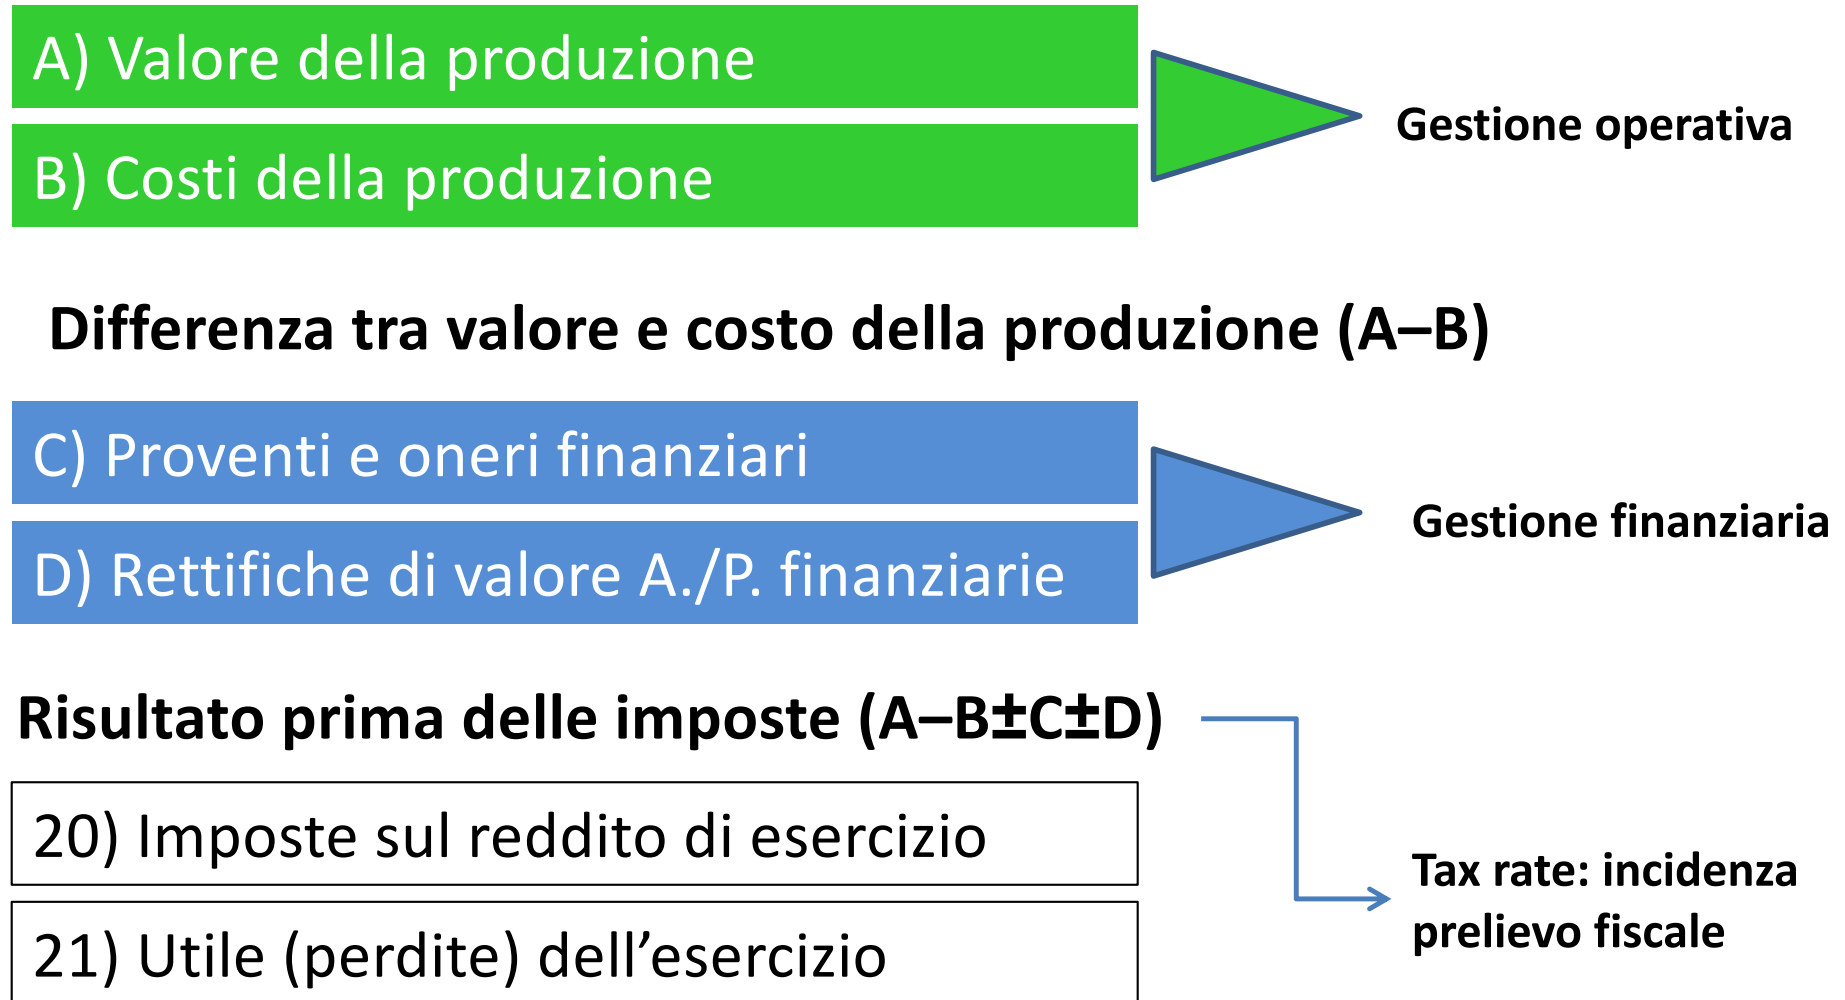 A) Valore della produzione
Gestione operativa
B) Costi della produzione
Differenza tra valore e costo della produzione (A–B)
C) Proventi e oneri finanziari
Gestione finanziaria
D) Rettifiche di valore A./P. finanziarie
Risultato prima delle imposte (A–B±C±D)
20) Imposte sul reddito di esercizio
Tax rate: incidenza
prelievo fiscale
21) Utile (perdite) dell’esercizio